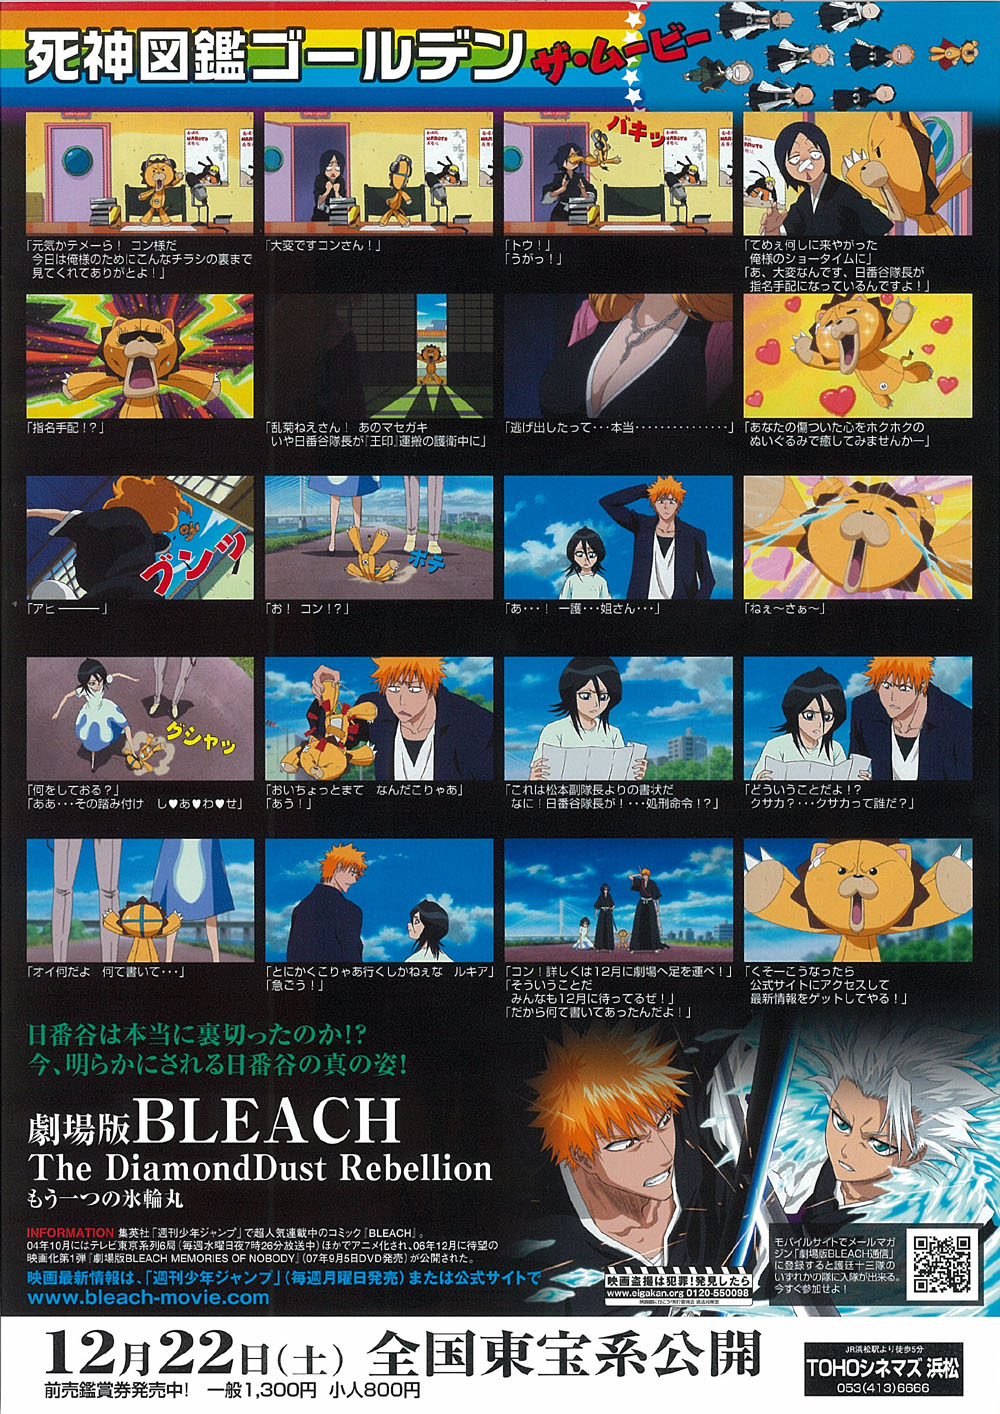 死神図鑑ゴールデン ザ・ムービー
バキッ
「元気かテメーら！ コン様だ
今日は俺様のためにこんなチラシの裏まで
見てくれてありがとよ！」
「大変ですコンさん！」
「トウ！」
「うがっ！」
「てめぇ何しに来やがった
俺様のショータイムに」
「あ、大変なんです、日番谷隊長が
指名手配になっているんですよ！」
「指名手配！？」
「乱菊ねえさん！ あのマセガキ
いや日番谷隊長が『王印』運搬の護衛中に」
「逃げ出したって・・・本当・・・・・・・・・・・・・・」
「あなたの傷ついた心をホクホクの
ぬいぐるみで癒してみませんかー」
ブンッ
ポテ
「アヒ――――」
「お！ コン！？」
「あ・・・！ 一護・・・姐さん・・・」
「ねぇ〜さぁ〜」
グシャッ
「何をしておる？」
「ああ・・・その踏み付け し♥あ♥わ♥せ」
「おいちょっとまて なんだこりゃあ」
「あう！」
「これは松本副隊長よりの書状だ
なに！日番谷隊長が！・・・処刑命令！？」
「どういうことだよ！？
クサカ？・・・クサカって誰だ？」
「オイ何だよ 何て書いて・・・」
「とにかくこりゃあ行くしかねぇな ルキア」
「急ごう！」
「コン！詳しくは12月に劇場へ足を運べ！」
「そういうことだ
みんなも12月に待ってるぜ！」
「だから何て書いてあったんだよ！」
「くそーこうなったら
公式サイトにアクセスして
最新情報をゲットしてやる！」
日番谷は本当に裏切ったのか!?
今、明らかにされる日番谷の真の姿！
劇場版BLEACH
The DiamondDust Rebellion
もう一つの氷輪丸
INFORMATION 集英社「週刊少年ジャンプ」で超人気連載中のコミック『BLEACH』。
04年10月にはテレビ東京系列6局（毎週水曜日夜7時26分放送中）ほかでアニメ化され、06年12月に待望の
映画化第1弾『劇場版BLEACH MEMORIES OF NOBODY』（07年9月5日DVD発売）が公開された。
映画最新情報は、「週刊少年ジャンプ」（毎週月曜日発売）または公式サイトで
www.bleach-movie.com
映画盗撮は犯罪！発見したら
www.eigakan.org 0120-550098
モバイルサイトでメールマガ
ジン「劇場版BLEACH通信」
に登録すると護廷十三隊の
いずれかの隊に入隊が出来る。
今すぐ参加せよ！
12月22日（土） 全国東宝系公開
前売鑑賞券発売中！ 一般1,300円 小人800円
JR浜松駅より徒歩5分
TOHOシネマズ 浜松
053(413)6666